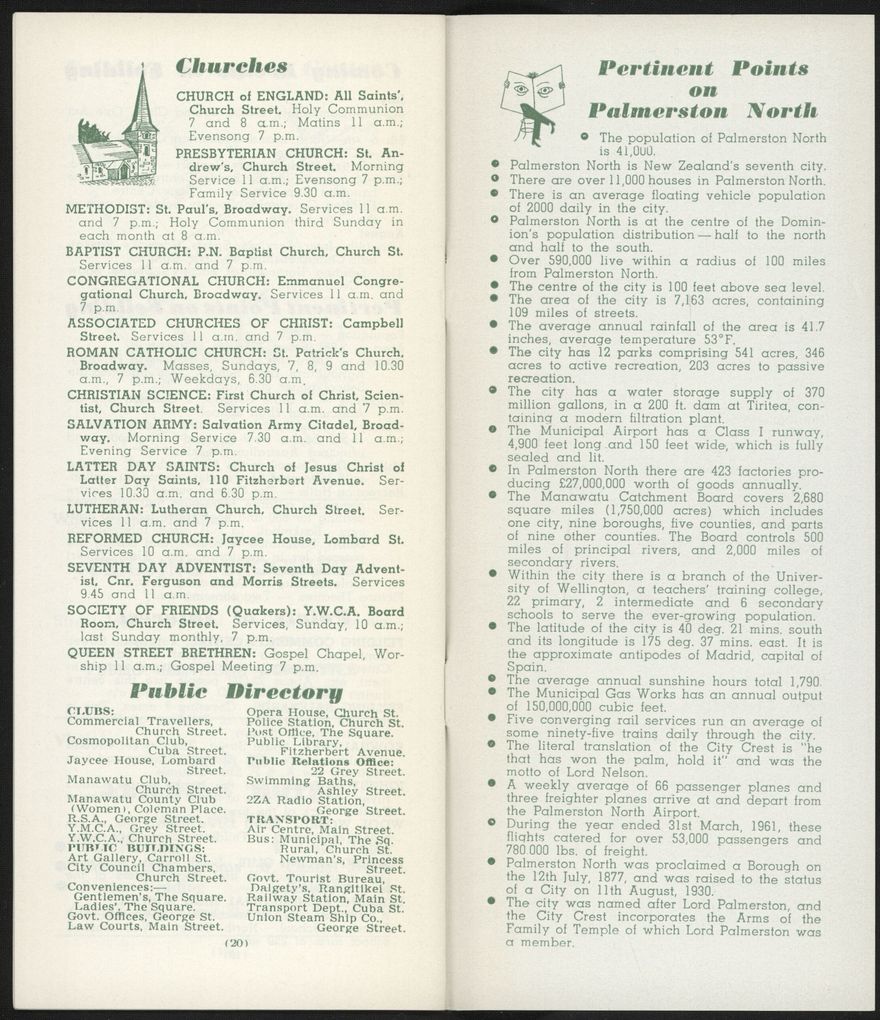 Churches
CHURCH of ENGLAND: All Saints',
Church Street. Holy Communion
7 and 8 a.m.; Matins 11 a.m.;
Evensong 7 p.m.
PRESBYTERIAN CHURCH: St. An-
drew's, Church Street. Morning
Service 11 a.m.; Evensong 7 p.m.;
Family Service 9.30 a.m.
METHODIST: St. Paul's, Broadway. Services 11 a.m.
and 7 p.m.; Holy Communion third Sunday in
each month at 8 a.m.
BAPTIST CHURCH: P.N. Baptist Church, Church St.
Services 11 a.m. and 7 p.m.
CONGREGATIONAL CHURCH: Emmanuel Congre-
gational Church, Broadway. Services 11 a.m. and
7 p.m.
ASSOCIATED CHURCHES OF CHRIST: Campbell
Street. Services 11 a.m. and 7 p.m.
ROMAN CATHOLIC CHURCH: St. Patrick's Church,
Broadway. Masses, Sundays, 7, 8, 9 and 10.30
a.m., 7 p.m.; Weekdays, 6.30 a.m.
CHRISTIAN SCIENCE: First Church of Christ, Scien-
tist, Church Street. Services 11 a.m. and 7 p.m.
SALVATION ARMY: Salvation Army Citadel, Broad-
way. Morning Service 7.30 a.m. and 11 a.m.;
Evening Service 7 p.m.
LATTER DAY SAINTS: Church of Jesus Christ of
Latter Day Saints, 110 Fitzherbert Avenue. Ser-
vices 10.30 a.m. and 6.30 p.m.
LUTHERAN: Lutheran Church, Church Street. Ser-
vices 11 a.m. and 7 p.m.
REFORMED CHURCH: Jaycee House, Lombard St.
Services 10 a.m. and 7 p.m.
SEVENTH DAY ADVENTIST: Seventh Day Advent-
ist, Cnr. Ferguson and Morris Streets. Services
9.45 and 11 a.m.
SOCIETY OF FRIENDS (Quakers): Y.W.C.A. Board
Room, Church Street. Services, Sunday, 10 a.m.;
last Sunday monthly, 7 p.m.
QUEEN STREET BRETHREN: Gospel Chapel, Wor-
ship 11 a.m.; Gospel Meeting 7 p.m.
Public Directory
CLUBS:
Commercial Travellers,
Church Street.
Cosmopolitan Club,
Cuba Street.
Jaycee House, Lombard
Street.
Manawatu Club,
Church Street.
Manawatu County Club
(Women), Coleman Place.
R.S.A., George Street.
Y.M.C.A., Grey Street.
Y.W.C.A., Church Street.
PUBLIC BUILDINGS:
Art Gallery, Carroll St.
City Council Chambers,
Church Street.
Conveniences:—
Gentlemen's, The Square.
Ladies', The Square.
Govt. Offices, George St.
Law Courts, Main Street.
Opera House, Church St.
Police Station, Church St.
Post Office, The Square.
Public Library,
Fitzherbert Avenue.
Public Relations Office:
22 Grey Street.
Swimming Baths,
Ashley Street.
2ZA Radio Station,
George Street.
TRANSPORT:
Air Centre, Main Street.
Bus: Municipal, The Sq.
Rural, Church St.
Newman's, Princess
Street.
Govt. Tourist Bureau,
Dalgety's, Rangitikei St.
Railway Station, Main St.
Transport Dept., Cuba St.
Union Steam Ship Co.,
George Street.
(20)
Pertinent Points
on
Palmerston North
• The population of Palmerston North
is 41,000.
• Palmerston North is New Zealand's seventh city.
• There are over 11,000 houses in Palmerston North.
• There is an average floating vehicle population
of 2000 daily in the city.
• Palmerston North is at the centre of the Domin-
ion's population distribution — half to the north
and half to the south.
• Over 590,000 live within a radius of 100 miles
from Palmerston North.
• The centre of the city is 100 feet above sea level.
• The area of the city is 7,163 acres, containing
109 miles of streets.
• The average annual rainfall of the area is 41.7
inches, average temperature 53°F.
• The city has 12 parks comprising 541 acres, 346
acres to active recreation, 203 acres to passive
recreation.
• The city has a water storage supply of 370
million gallons, in a 200 ft. dam at Tiritea, con-
taining a modern filtration plant.
• The Municipal Airport has a Class I runway,
4,900 feet long and 150 feet wide, which is fully
sealed and lit.
• In Palmerston North there are 423 factories pro-
ducing £27,000,000 worth of goods annually.
• The Manawatu Catchment Board covers 2,680
square miles (1,750,000 acres) which includes
one city, nine boroughs, five counties, and parts
of nine other counties. The Board controls 500
miles of principal rivers, and 2,000 miles of
secondary rivers.
• Within the city there is a branch of the Univer-
sity of Wellington, a teachers' training college,
22 primary, 2 intermediate and 6 secondary
schools to serve the ever-growing population.
• The latitude of the city is 40 deg. 21 mins. south
and its longitude is 175 deg. 37 mins. east. It is
the approximate antipodes of Madrid, capital of
Spain.
• The average annual sunshine hours total 1,790.
• The Municipal Gas Works has an annual output
of 150,000,000 cubic feet.
• Five converging rail services run an average of
some ninety-five trains daily through the city.
• The literal translation of the City Crest is "he
that has won the palm, hold it" and was the
motto of Lord Nelson.
• A weekly average of 66 passenger planes and
three freighter planes arrive at and depart from
the Palmerston North Airport.
• During the year ended 31st March, 1961, these
flights catered for over 53,000 passengers and
780.000 lbs. of freight.
• Palmerston North was proclaimed a Borough on
the 12th July, 1877, and was raised to the status
of a City on 11th August, 1930.
• The city was named after Lord Palmerston, and
the City Crest incorporates the Arms of the
Family of Temple of which Lord Palmerston was
a member.